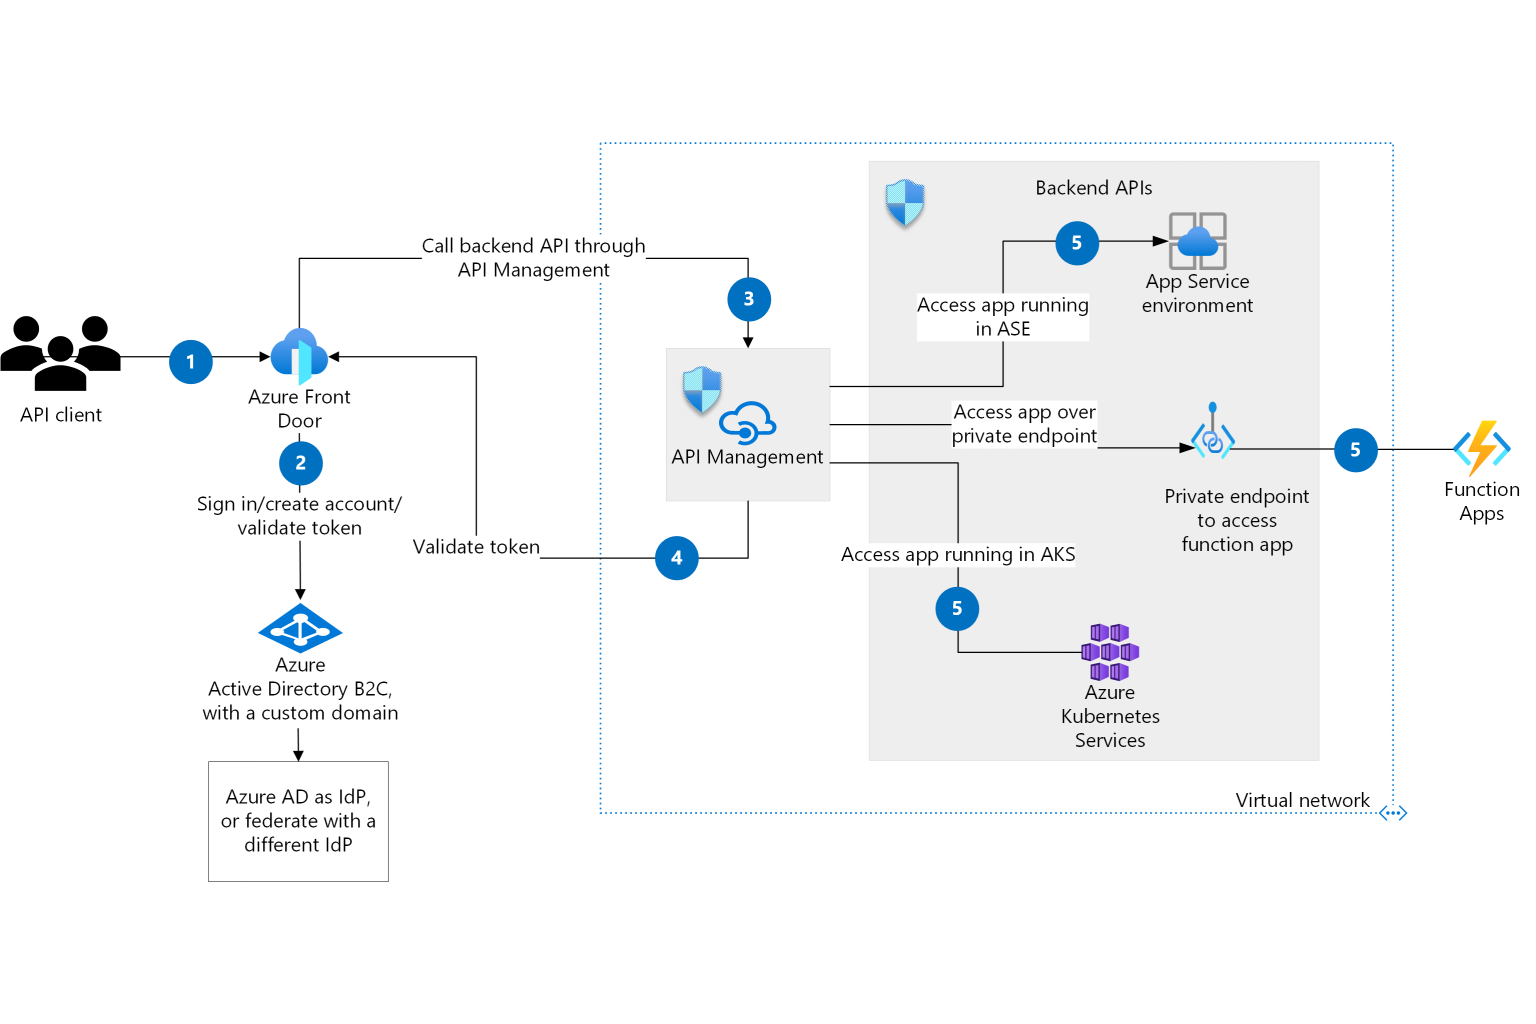 Backend APIs
Call backend API through
API Management
5
App Service
environment
3
Access app running
in ASE
1
API client
Azure Front
Door
Access app over
private endpoint
API Management
2
5
Sign in/create account/
validate token
Private endpoint
to access
function app
Function
Apps
Validate token
4
Access app running in AKS
5
Azure
Active Directory B2C,
with a custom domain
Azure
Kubernetes
Services
Azure AD as IdP,
or federate with a
different IdP
Virtual network